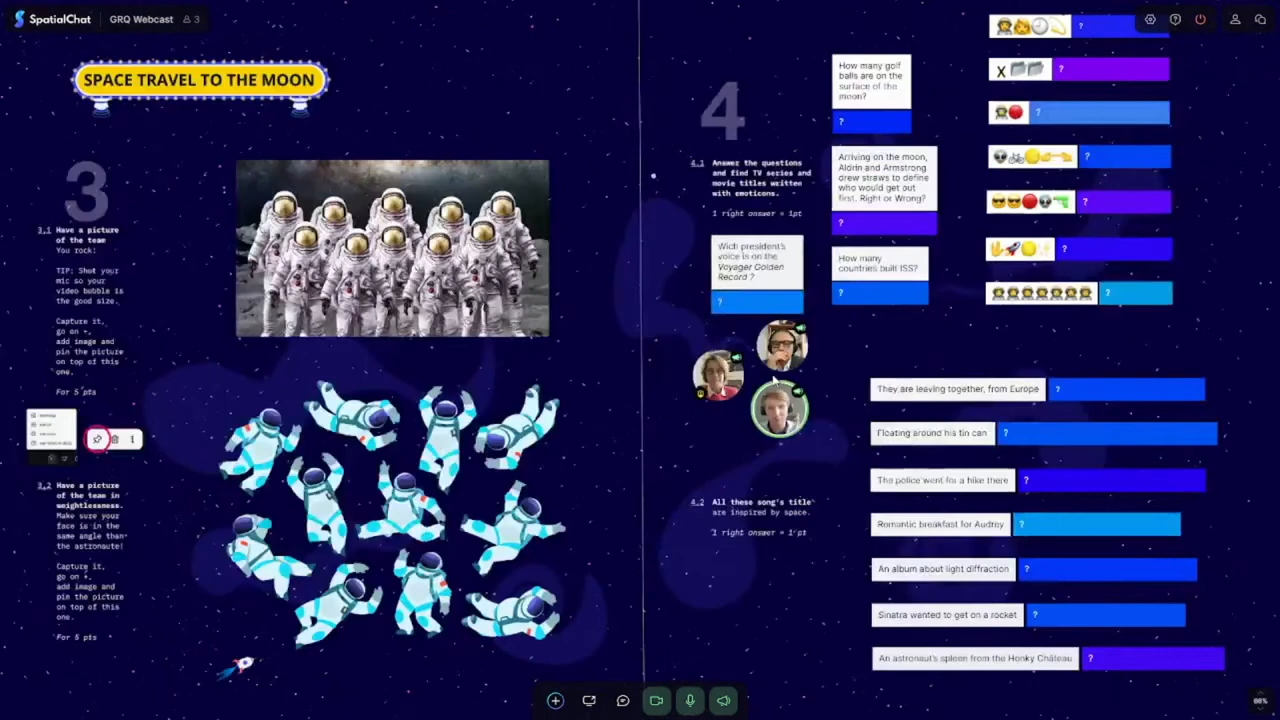 SpatialChat
GRQ Webcast
3
SPACE TRAVEL TO THE MOON
3
3.1 Have a picture
of the team
You rock!
TIP: Shut your
mic so your
video bubble is
the good size.
Capture it,
go on +,
add image and
pin the picture
on top of this
one.
For 5 pts
3.2 Have a picture
of the team in
weightlessness.
Make sure your
face is in the
same angle than
the astronaute!
Capture it,
go on +,
add image and
pin the picture
on top of this
one.
For 5 pts
4
4.1 Answer the questions
and find TV series and
movie titles written
with emoticons.
1 right answer = 1pt
Wich president's
voice is on the
Voyager Golden
Record ?
?
How many golf
balls are on the
surface of the
moon?
?
Arriving on the moon,
Aldrin and Armstrong
drew straws to define
who would get out
first. Right or Wrong?
?
How many
countries built ISS?
?
?
X
?
?
?
?
?
?
4.2 All these song's title
are inspired by space.
1 right answer = 1 pt
They are leaving together, from Europe
?
Floating around his tin can
?
The police went for a hike there
?
Romantic breakfast for Audrey
?
An album about light diffraction
?
Sinatra wanted to get on a rocket
?
An astronaut's spleen from the Honky Château
?